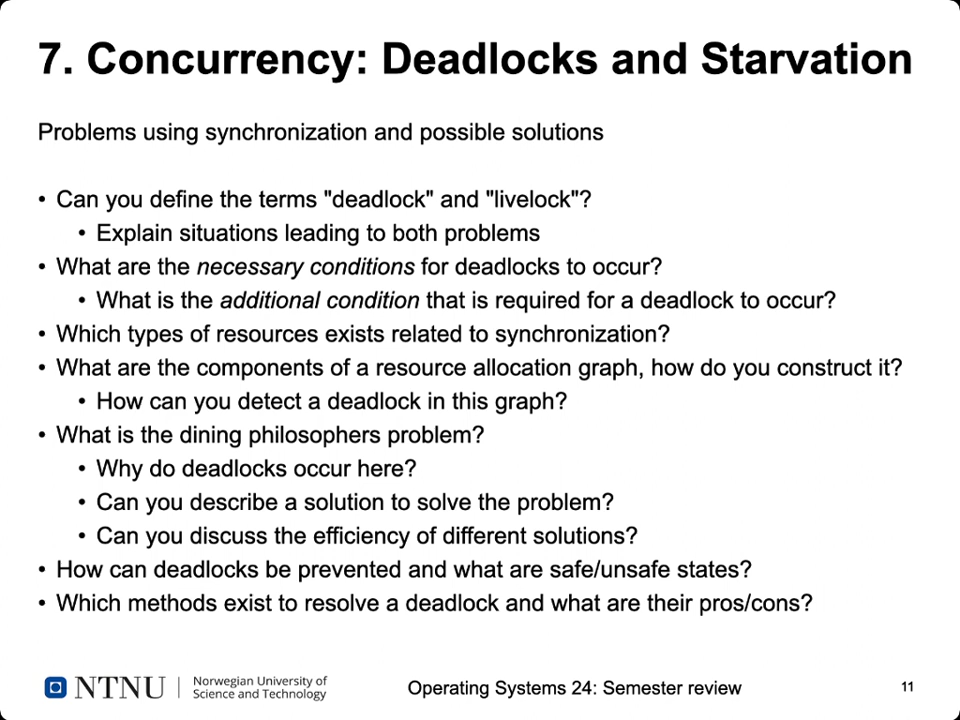 7. Concurrency: Deadlocks and Starvation
Problems using synchronization and possible solutions
• Can you define the terms "deadlock" and "livelock"?
• Explain situations leading to both problems
• What are the necessary conditions for deadlocks to occur?
• What is the additional condition that is required for a deadlock to occur?
• Which types of resources exists related to synchronization?
• What are the components of a resource allocation graph, how do you construct it?
• How can you detect a deadlock in this graph?
• What is the dining philosophers problem?
• Why do deadlocks occur here?
• Can you describe a solution to solve the problem?
• Can you discuss the efficiency of different solutions?
• How can deadlocks be prevented and what are safe/unsafe states?
• Which methods exist to resolve a deadlock and what are their pros/cons?
NTNU
Norwegian University of
Science and Technology
Operating Systems 24: Semester review
11